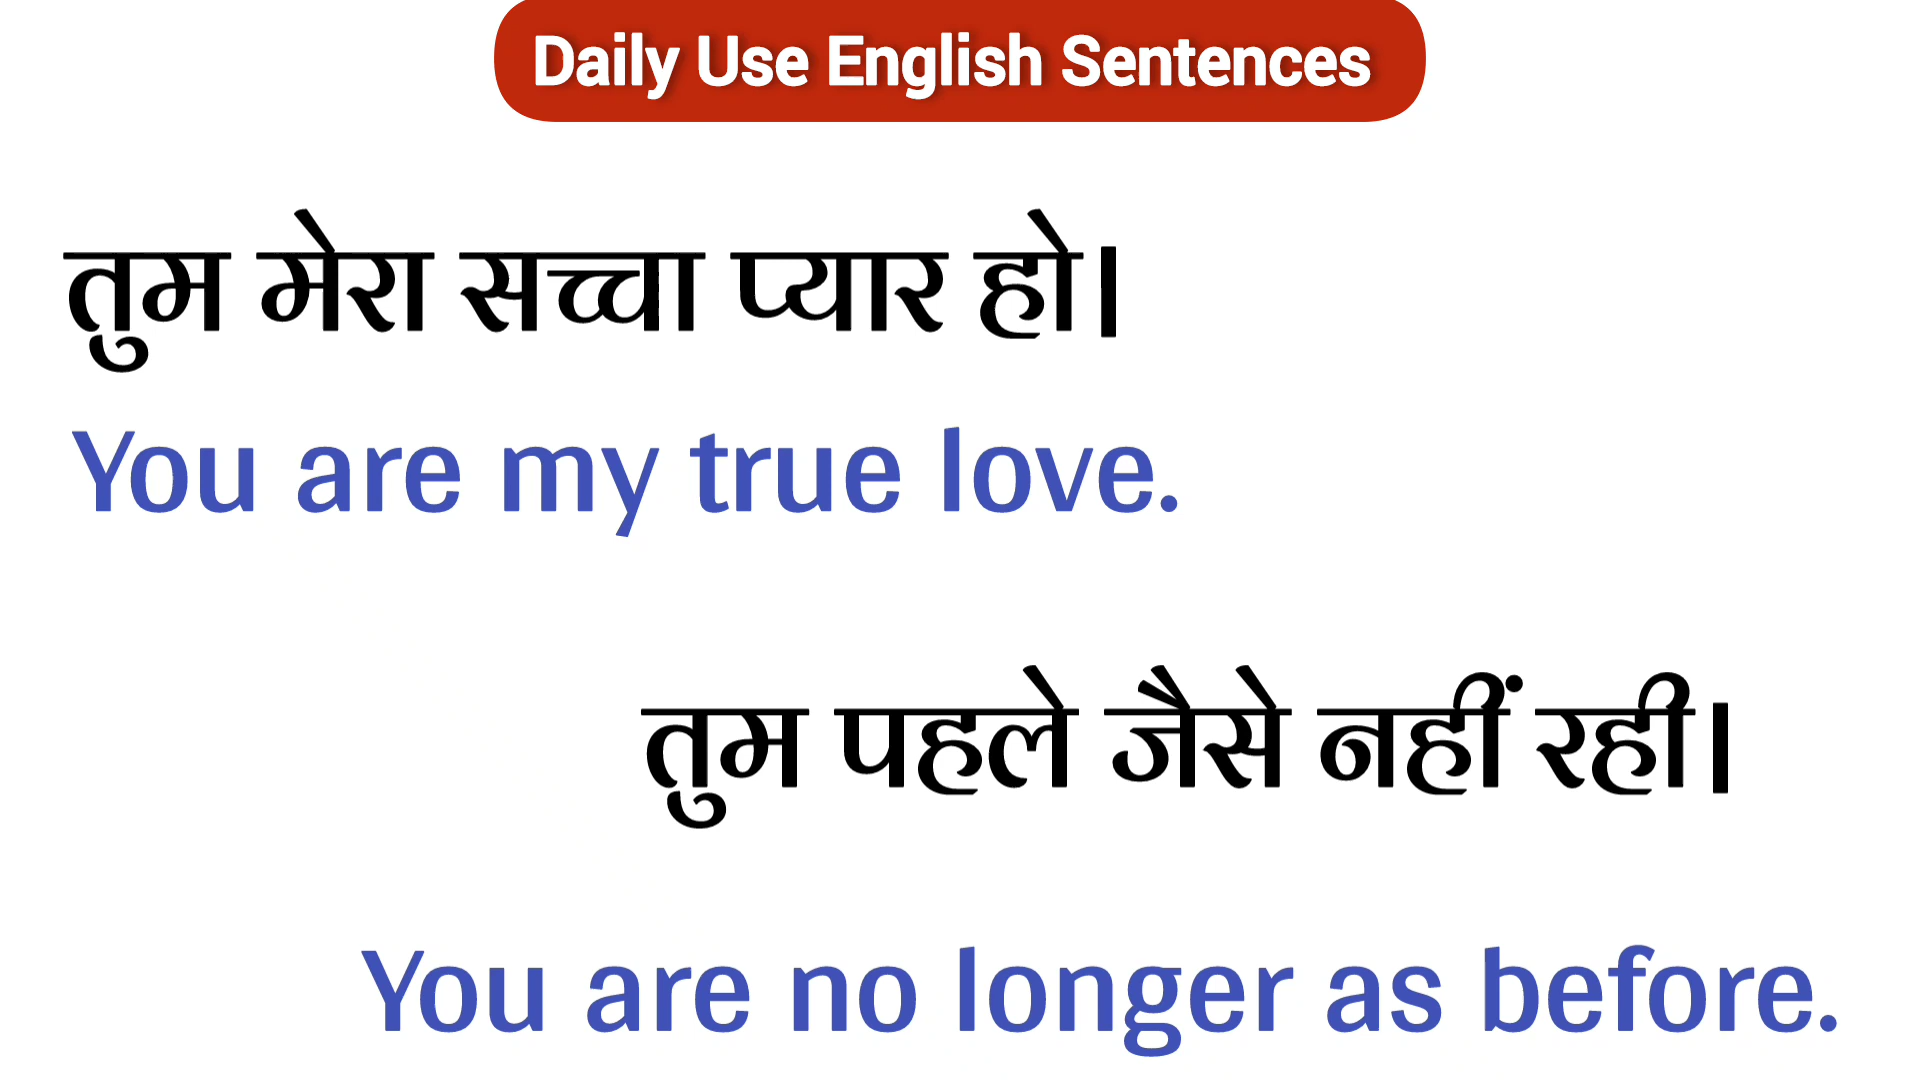 Daily Use English Sentences
तुम मेरा सच्चा प्यार हो।
You are my true love.
तुम पहले जैसे नहीं रही।
You are no longer as before.